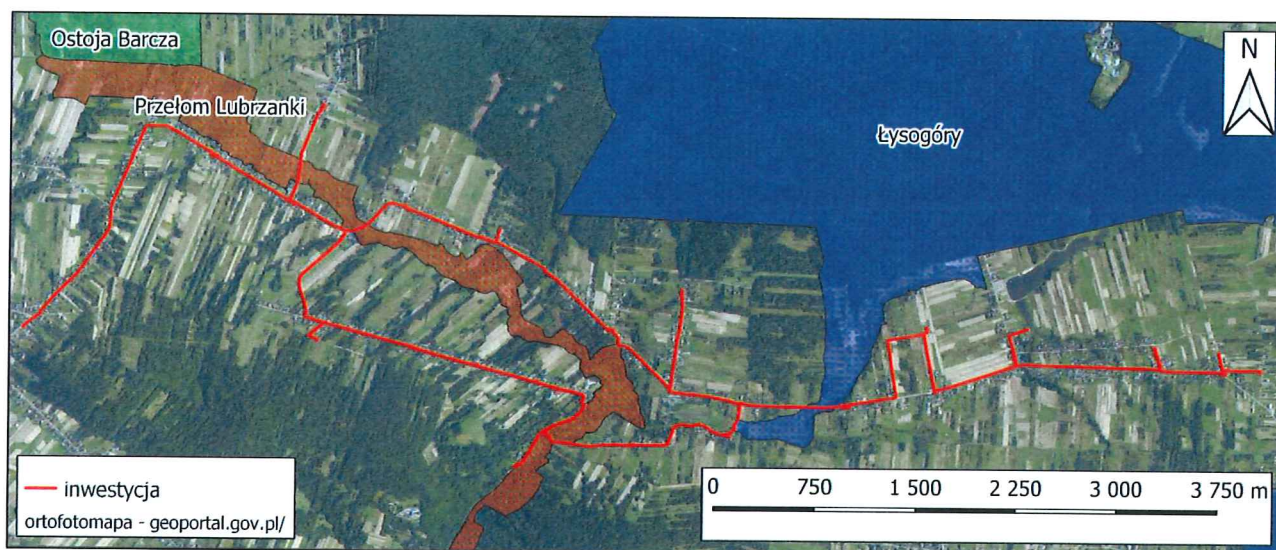 Ostoja Barcza
Przełom Lubrzanki
Łysogóry
N
inwestycja
ortofotomapa - geoportal.gov.pl/
0 750 1 500 2 250 3 000 3 750 m